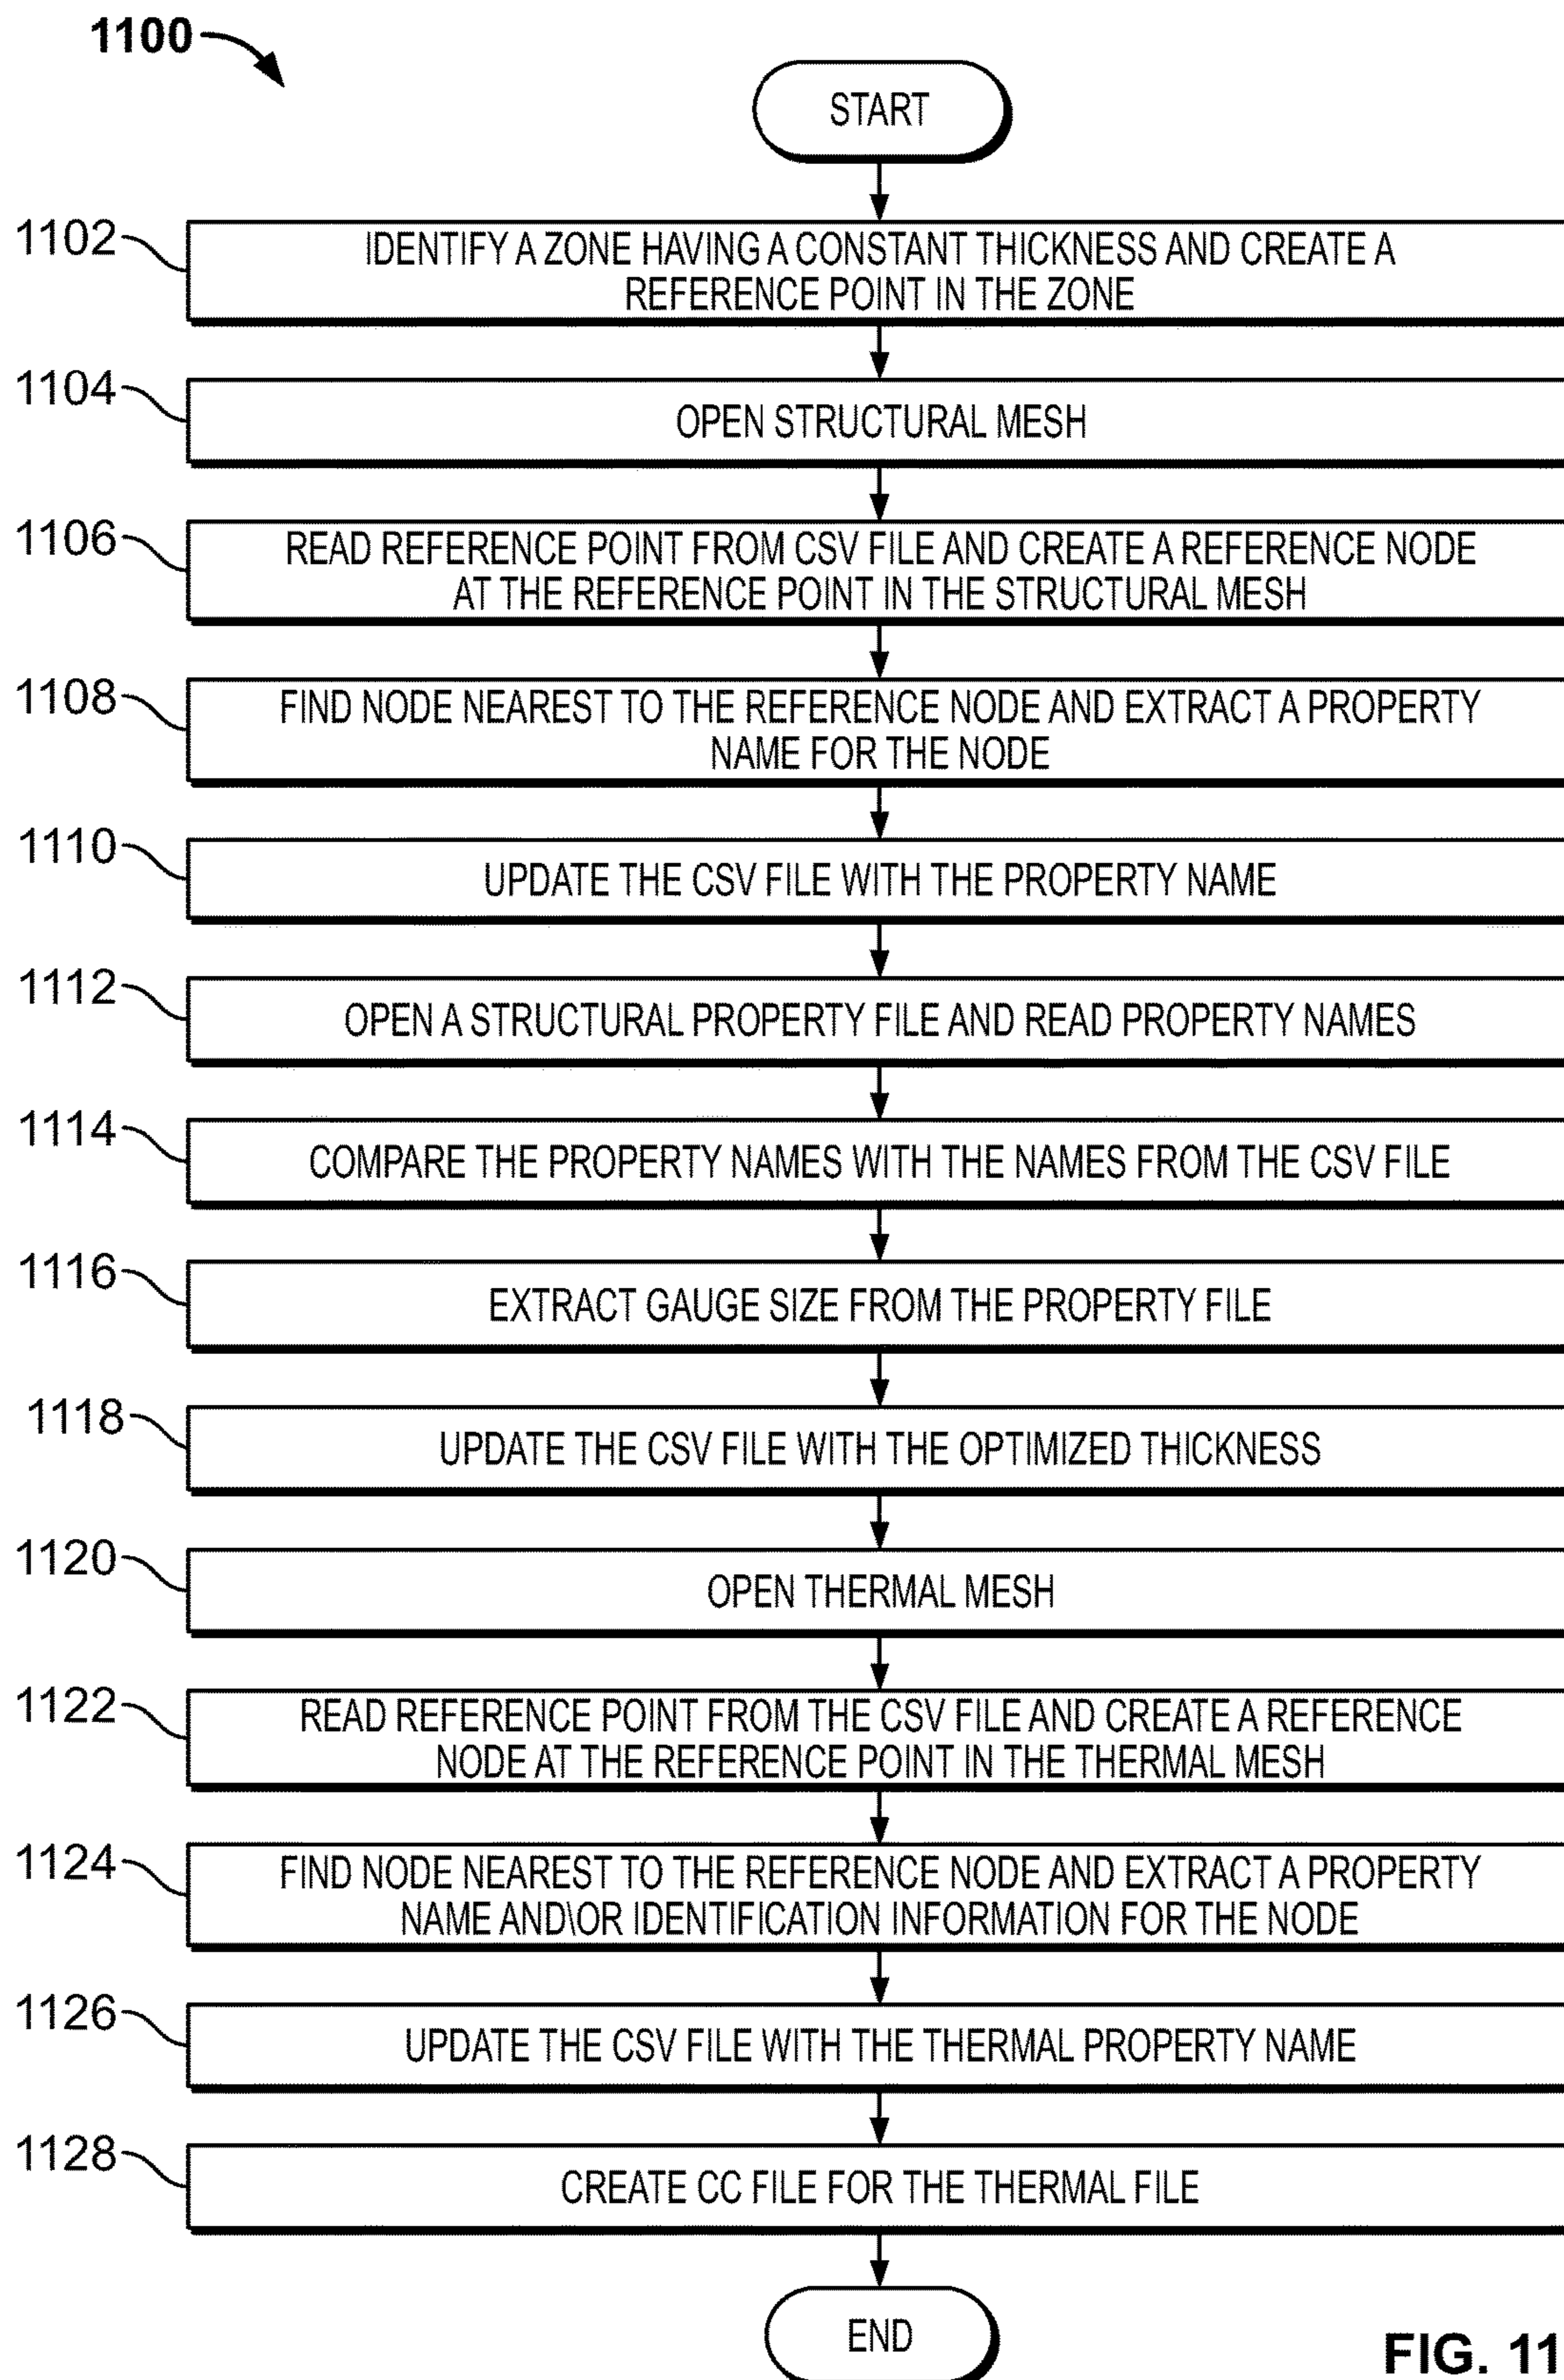 1100
START
1102
IDENTIFY A ZONE HAVING A CONSTANT THICKNESS AND CREATE A
REFERENCE POINT IN THE ZONE
1104
OPEN STRUCTURAL MESH
1106
READ REFERENCE POINT FROM CSV FILE AND CREATE A REFERENCE NODE
AT THE REFERENCE POINT IN THE STRUCTURAL MESH
1108
FIND NODE NEAREST TO THE REFERENCE NODE AND EXTRACT A PROPERTY
NAME FOR THE NODE
1110
UPDATE THE CSV FILE WITH THE PROPERTY NAME
1112
OPEN A STRUCTURAL PROPERTY FILE AND READ PROPERTY NAMES
1114
COMPARE THE PROPERTY NAMES WITH THE NAMES FROM THE CSV FILE
1116
EXTRACT GAUGE SIZE FROM THE PROPERTY FILE
1118
UPDATE THE CSV FILE WITH THE OPTIMIZED THICKNESS
1120
OPEN THERMAL MESH
1122
READ REFERENCE POINT FROM THE CSV FILE AND CREATE A REFERENCE
NODE AT THE REFERENCE POINT IN THE THERMAL MESH
1124
FIND NODE NEAREST TO THE REFERENCE NODE AND EXTRACT A PROPERTY
NAME AND\OR IDENTIFICATION INFORMATION FOR THE NODE
1126
UPDATE THE CSV FILE WITH THE THERMAL PROPERTY NAME
1128
CREATE CC FILE FOR THE THERMAL FILE
END
FIG. 11